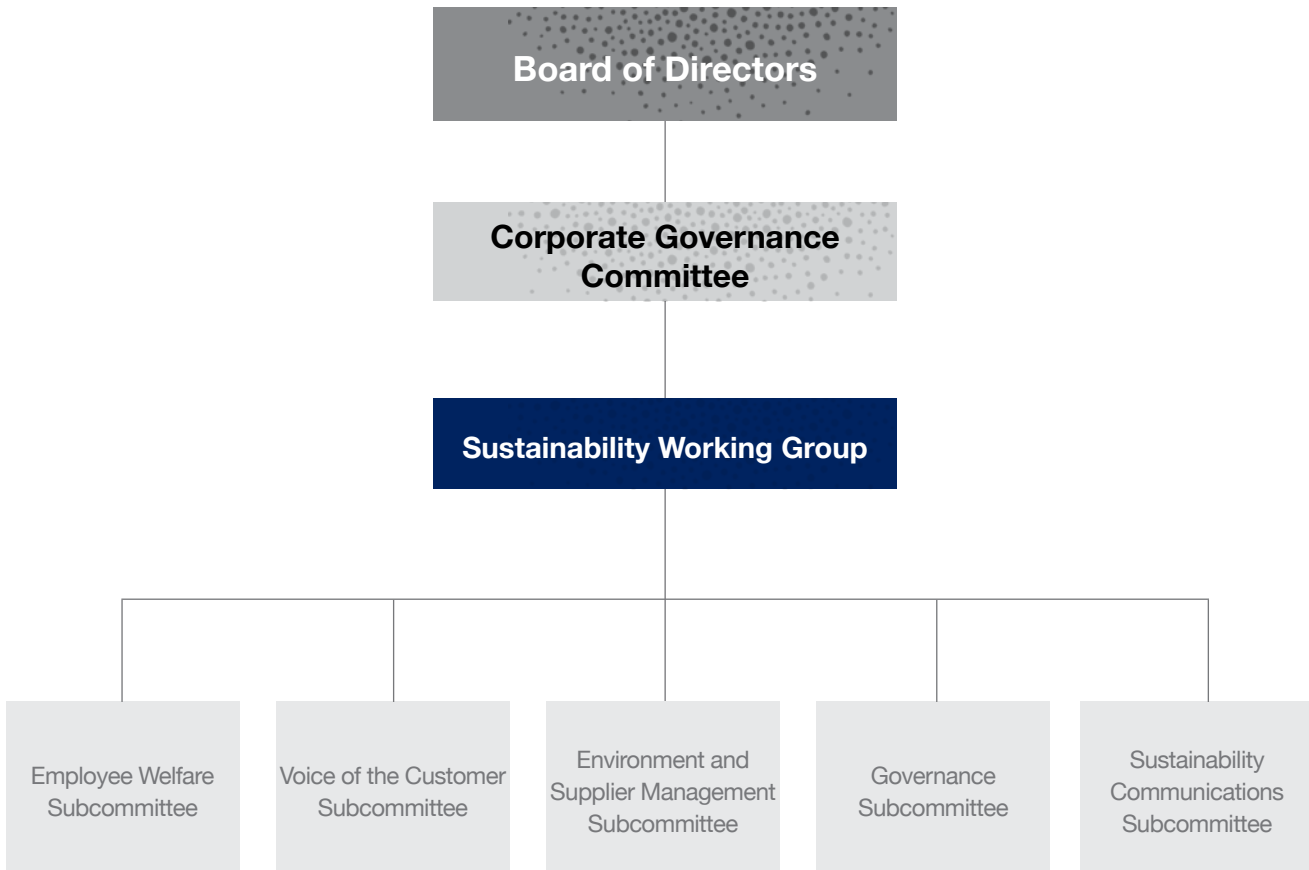 Board of Directors
Corporate Governance
Committee
Sustainability Working Group
Employee Welfare
Subcommittee
Voice of the Customer
Subcommittee
Environment and
Supplier Management
Subcommittee
Governance
Subcommittee
Sustainability
Communications
Subcommittee